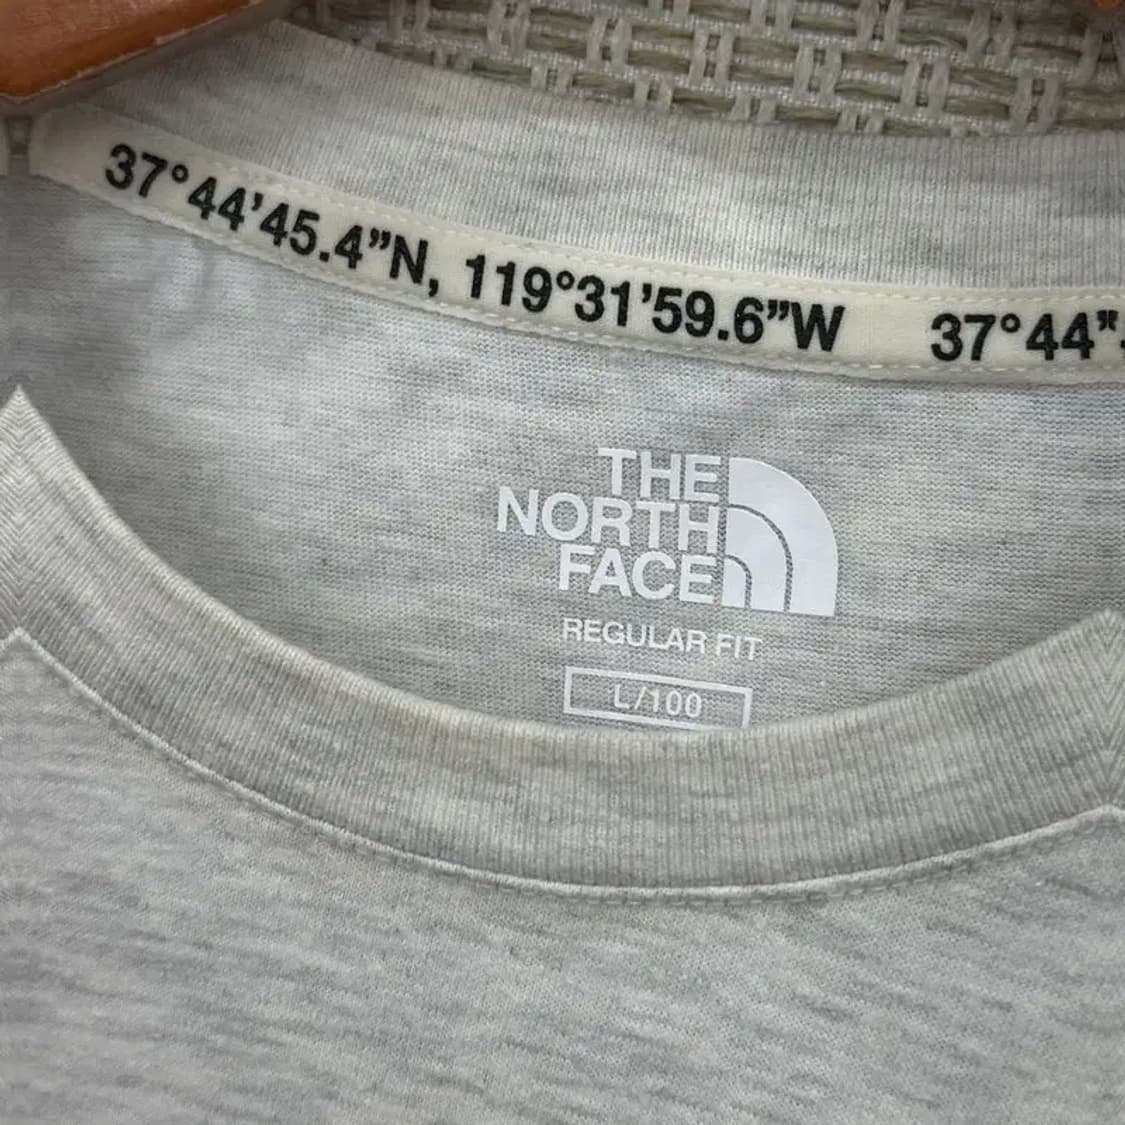 37°44’45.4”N, 119°31’59.6”W 37°44”
THE
NORTH
FACE
REGULAR FIT
L/100